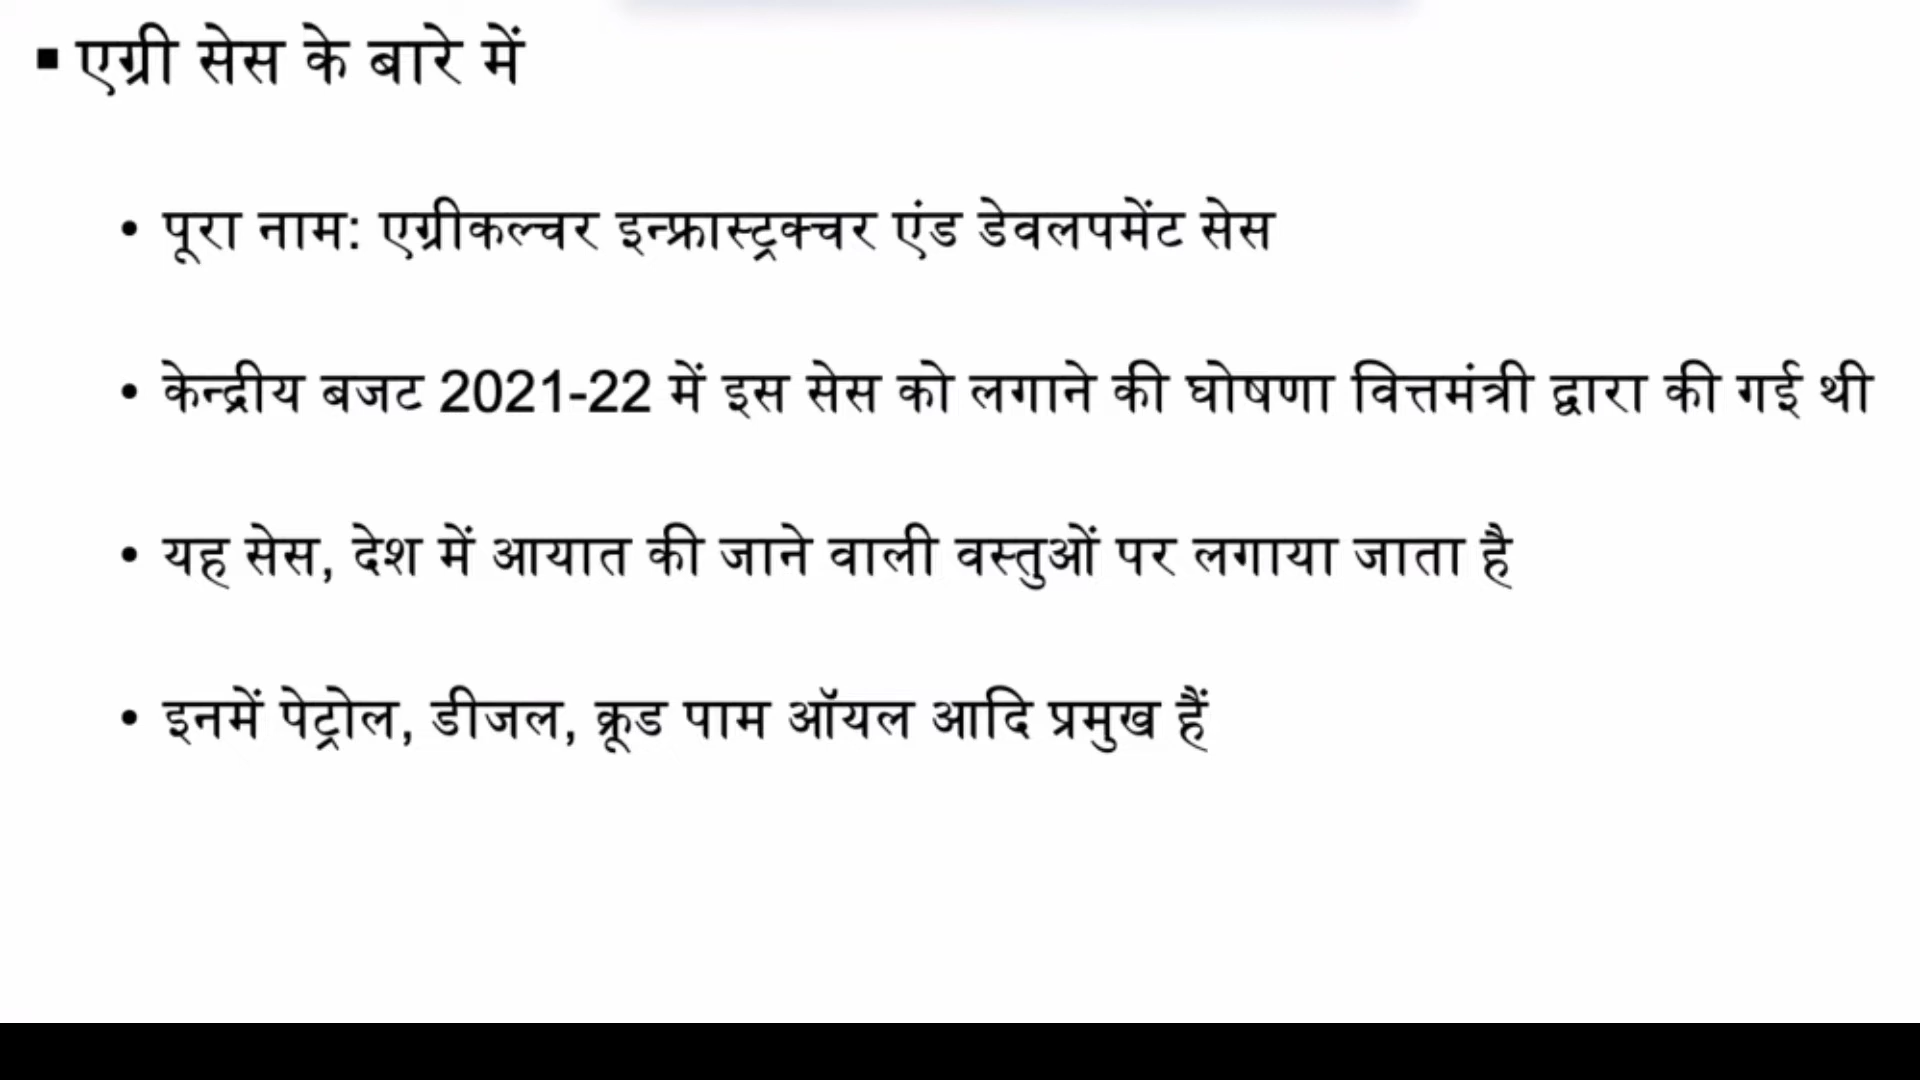 ▪ एग्री सेस के बारे में
• पूरा नाम: एग्रीकल्चर इन्फ्रास्ट्रक्चर एंड डेवलपमेंट सेस
• केन्द्रीय बजट 2021-22 में इस सेस को लगाने की घोषणा वित्तमंत्री द्वारा की गई थी
• यह सेस, देश में आयात की जाने वाली वस्तुओं पर लगाया जाता है
• इनमें पेट्रोल, डीजल, क्रूड पाम ऑयल आदि प्रमुख हैं